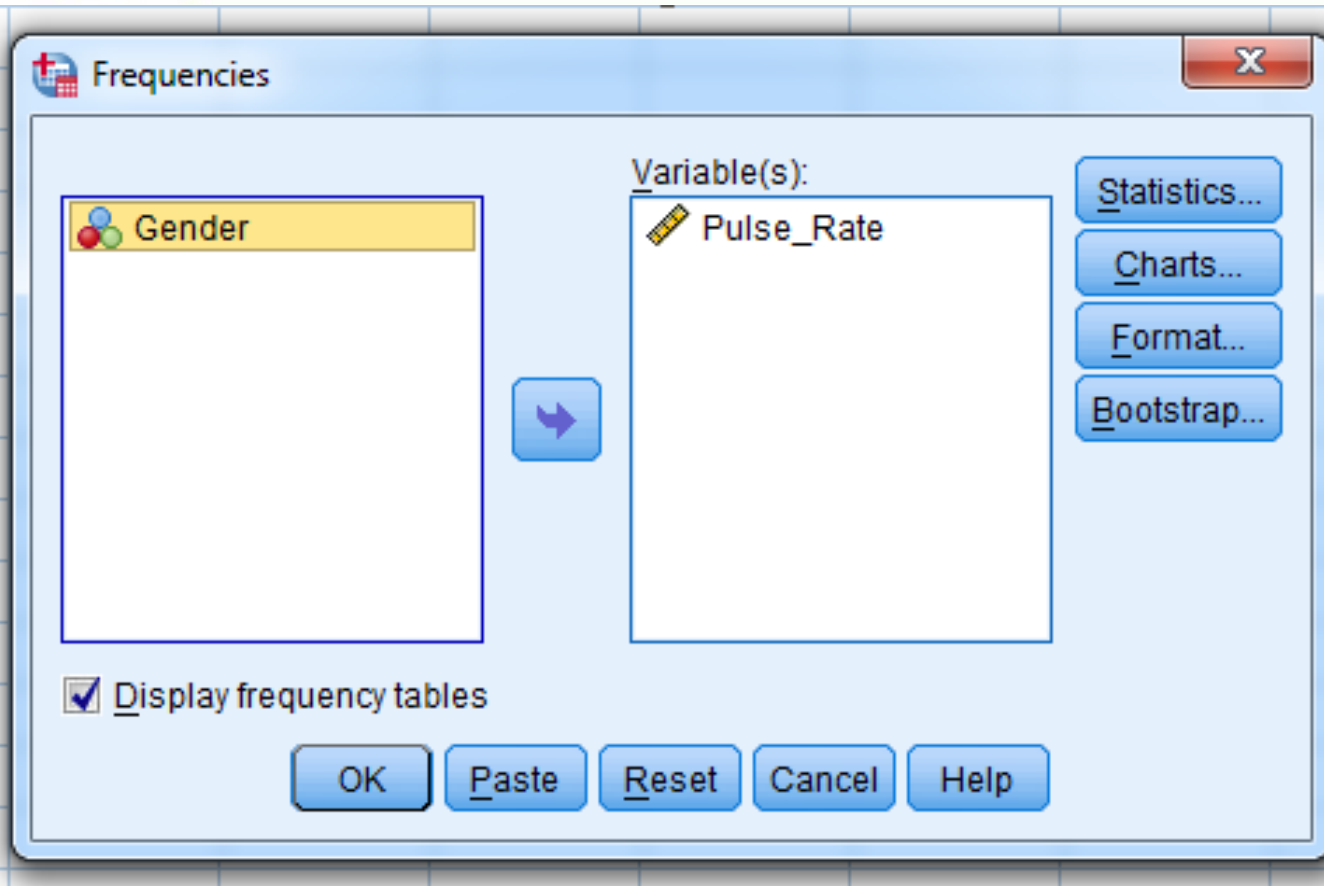 Frequencies
Variable(s):
Gender
Pulse_Rate
Statistics...
Charts...
Format...
Bootstrap...
Display frequency tables
OK Paste Reset Cancel Help